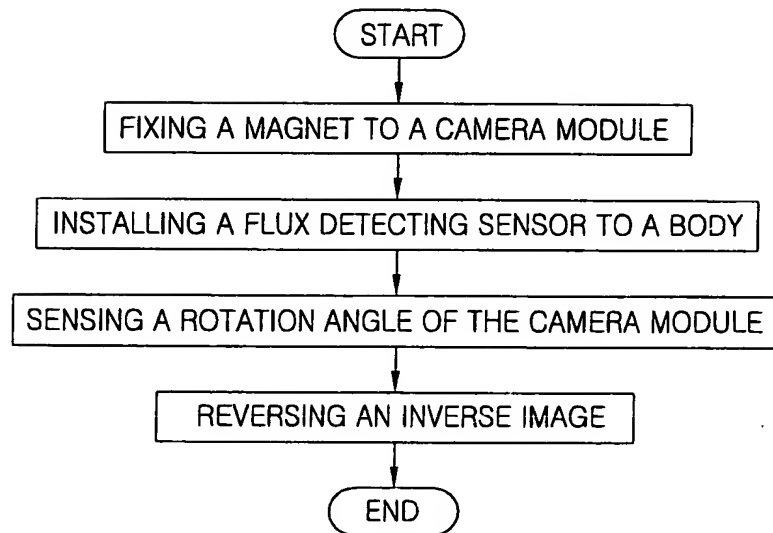 START
FIXING A MAGNET TO A CAMERA MODULE
INSTALLING A FLUX DETECTING SENSOR TO A BODY
SENSING A ROTATION ANGLE OF THE CAMERA MODULE
REVERSING AN INVERSE IMAGE
END